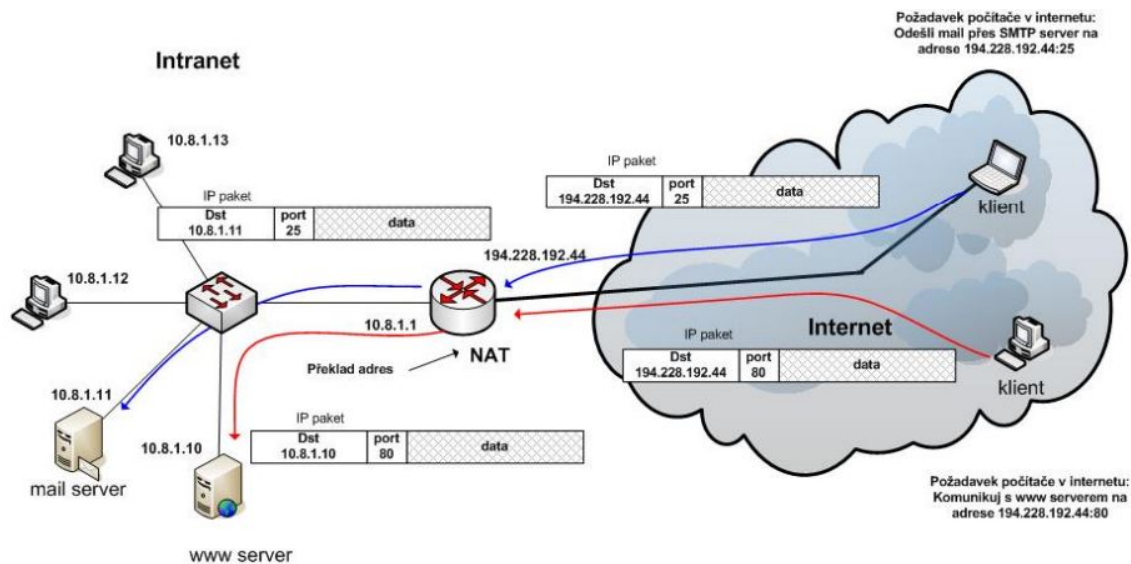 Požadavek počítače v internetu:
Odešli mail přes SMTP server na
adrese 194.228.192.44:25
Intranet
10.8.1.13
IP paket
Dst port data
10.8.1.11 25
IP paket
Dst port data
194.228.192.44 25
klient
194.228.192.44
10.8.1.12
10.8.1.1
NAT
Překlad adres
Internet
IP paket
Dst port data
194.228.192.44 80
klient
10.8.1.11
mail server
10.8.1.10
IP paket
Dst port data
10.8.1.10 80
www server
Požadavek počítače v internetu:
Komunikuj s www serverem na
adrese 194.228.192.44:80